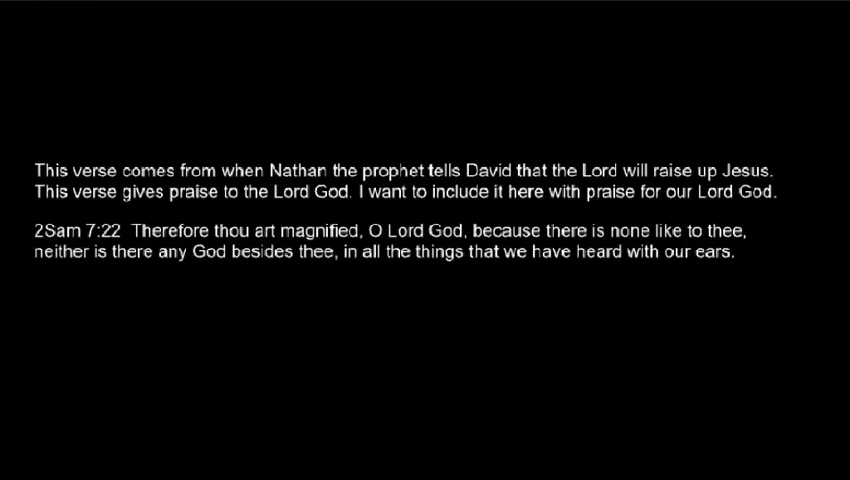 This verse comes from when Nathan the prophet tells David that the Lord will raise up Jesus.
This verse gives praise to the Lord God. I want to include it here with praise for our Lord God.
2Sam 7:22 Therefore thou art magnified, O Lord God, because there is none like to thee,
neither is there any God besides thee, in all the things that we have heard with our ears.